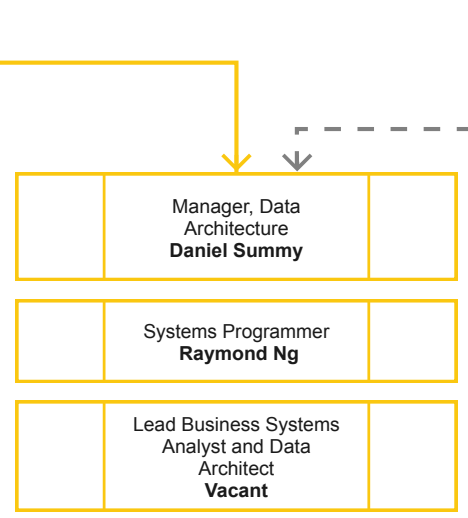 Manager, Data
Architecture
Daniel Summy
Systems Programmer
Raymond Ng
Lead Business Systems
Analyst and Data
Architect
Vacant